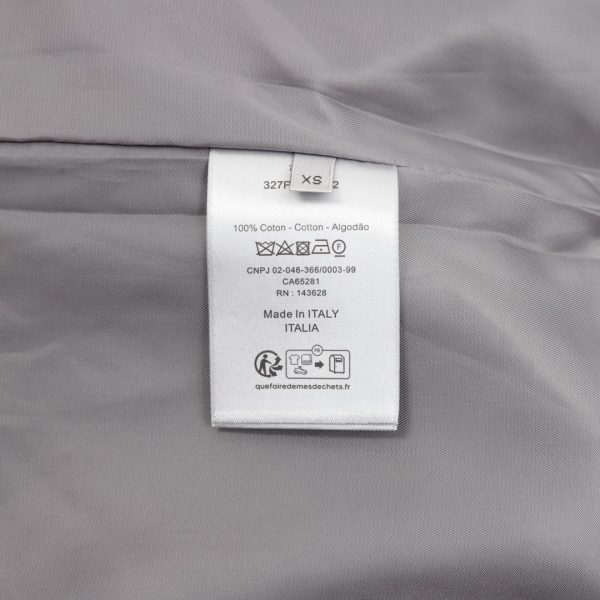 XS
100% Coton - Cotton - Algodão
F
CNPJ 02-046-366/0003-99
CA65281
RN : 143628
Made In ITALY
ITALIA
FR
quefairedemesdechets.fr